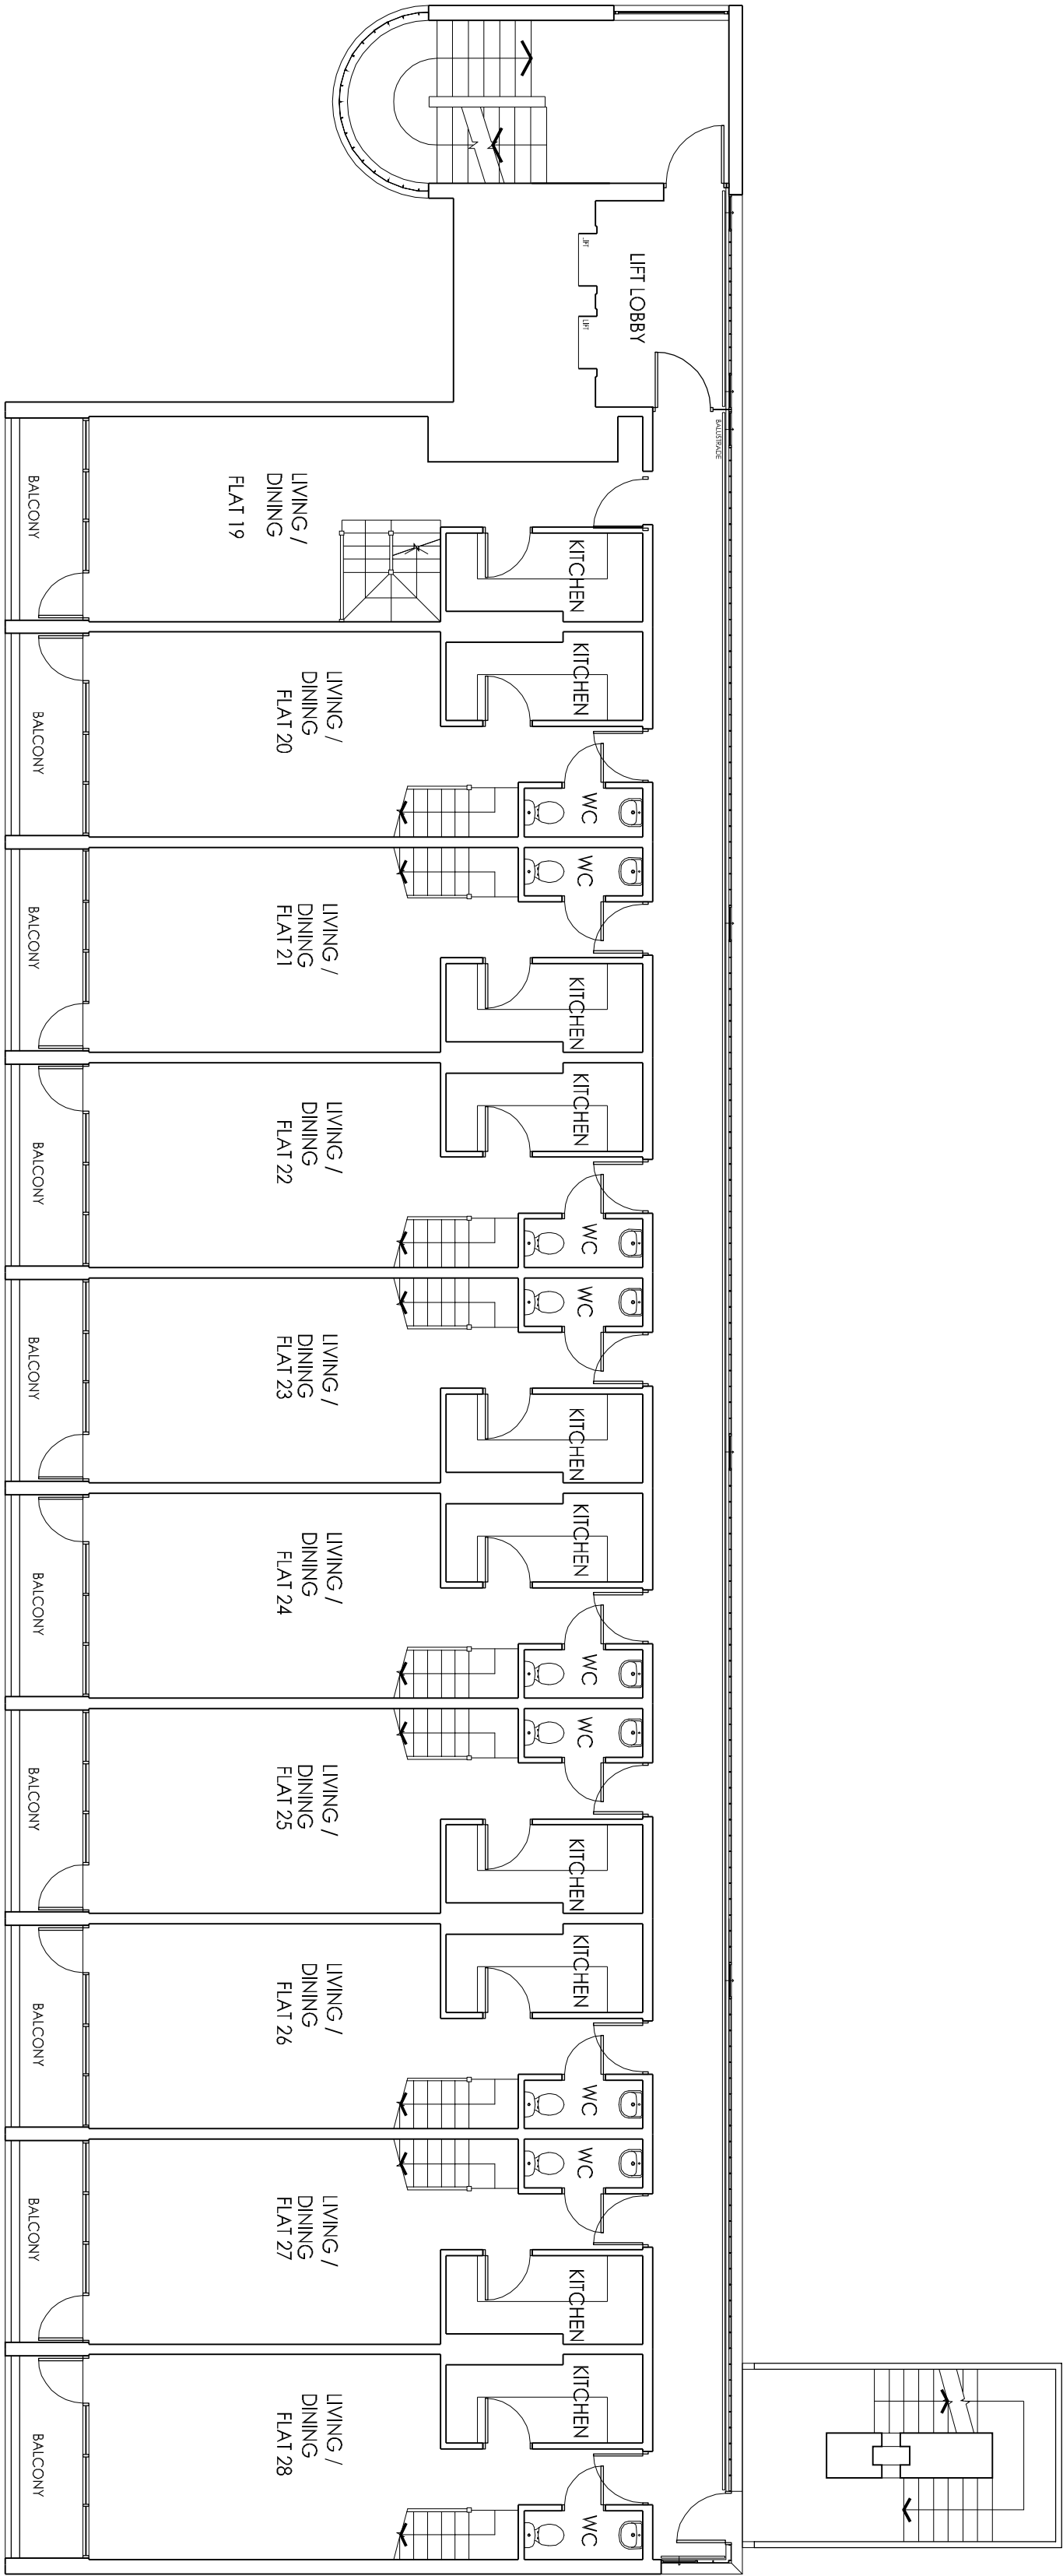 LIFT
LIFT
LIFT LOBBY
BALUSTRADE
KITCHEN
LIVING /
DINING
FLAT 19
BALCONY
KITCHEN
WC
LIVING /
DINING
FLAT 20
BALCONY
WC
KITCHEN
LIVING /
DINING
FLAT 21
BALCONY
KITCHEN
WC
LIVING /
DINING
FLAT 22
BALCONY
WC
KITCHEN
LIVING /
DINING
FLAT 23
BALCONY
KITCHEN
WC
LIVING /
DINING
FLAT 24
BALCONY
WC
KITCHEN
LIVING /
DINING
FLAT 25
BALCONY
KITCHEN
WC
LIVING /
DINING
FLAT 26
BALCONY
WC
KITCHEN
LIVING /
DINING
FLAT 27
BALCONY
KITCHEN
WC
LIVING /
DINING
FLAT 28
BALCONY